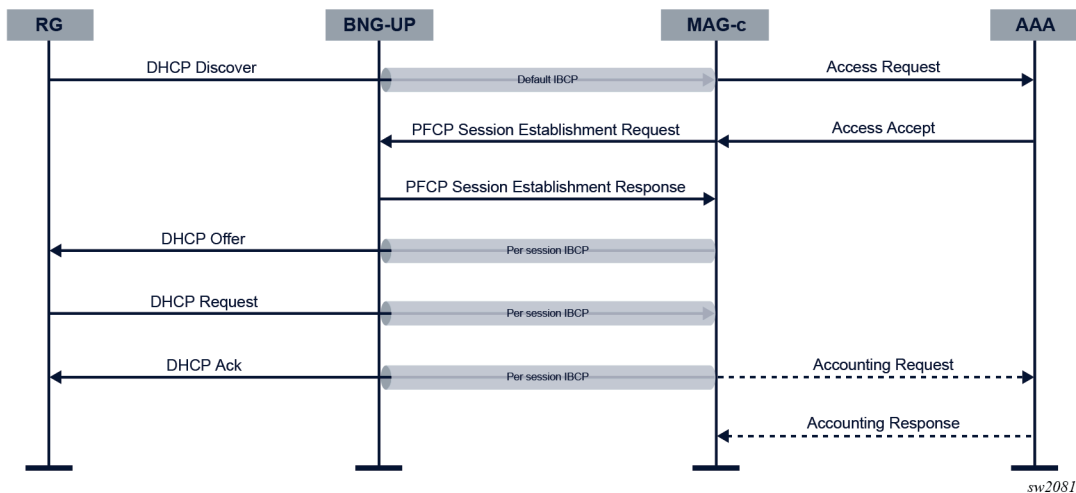 RG
BNG-UP
MAG-c
AAA
DHCP Discover
Default IBCP
Access Request
PFCP Session Establishment Request
Access Accept
PFCP Session Establishment Response
DHCP Offer
Per session IBCP
DHCP Request
Per session IBCP
DHCP Ack
Per session IBCP
Accounting Request
Accounting Response
sw2081